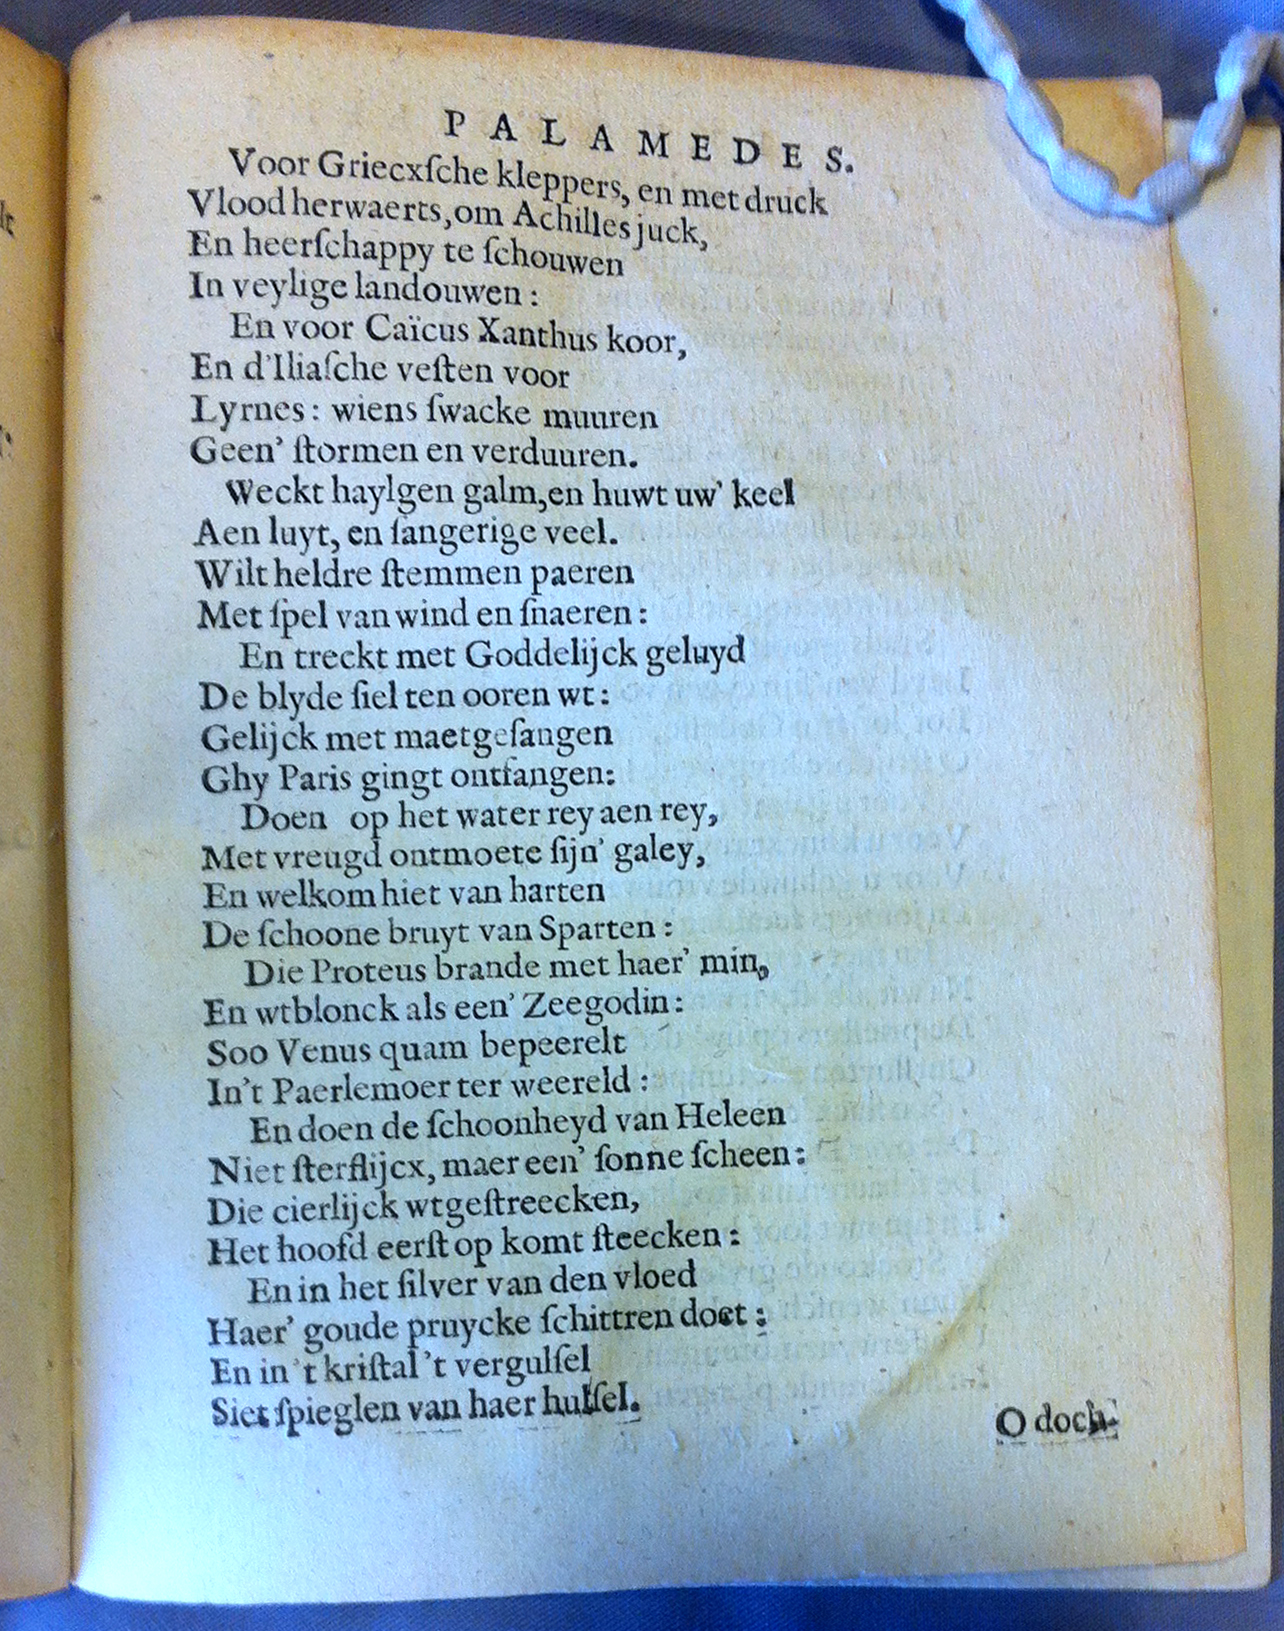 PALAMEDES.
Voor Griecxſche kleppers, en met druck
Vlood herwaerts, om Achilles juck,
En heerſchappy te ſchouwen
In veylige landouwen:
En voor Caïcus Xanthus koor,
En d'Iliaſche veſten voor
Lyrnes: wiens ſwacke muuren
Geen' ſtormen en verduuren.
Weckt haylgen galm, en huwt uw' keel
Aen luyt, en ſangerige veel.
Wilt heldre ſtemmen paeren
Met ſpel van wind en ſnaeren:
En treckt met Goddelijck geluyd
De blyde ſiel ten ooren wt:
Gelijck met maetgeſangen
Ghy Paris gingt ontfangen:
Doen op het water rey aen rey,
Met vreugd ontmoete ſijn' galey,
En welkom hiet van harten
De ſchoone bruyt van Sparten:
Die Proteus brande met haer' min,
En wtblonck als een' Zeegodin:
Soo Venus quam bepeerelt
In't Paerlemoer ter weereld:
En doen de ſchoonheyd van Heleen
Niet ſterflijcx, maer een' ſonne ſcheen:
Die cierlijck wtgeſtreecken,
Het hoofd eerſt op komt ſteecken:
En in het ſilver van den vloed
Haer' goude pruycke ſchittren doet:
En in 't kriſtal 't vergulſel
Siet ſpieglen van haer hulſel.
O doch